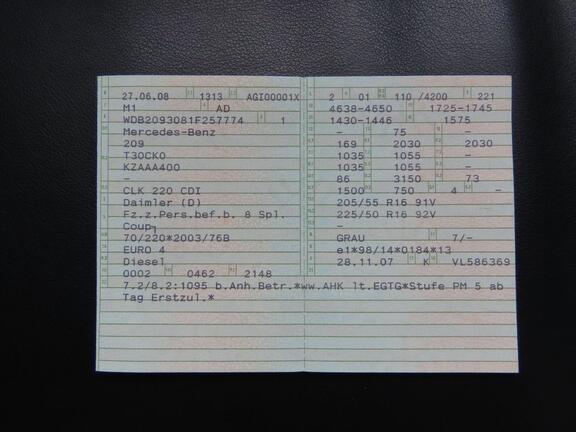 27.06.08 1313 AGI00001X
M1 AD
WDB2093081F257774 1
Mercedes-Benz
209
T30CK0
KZAAA400
-
CLK 220 CDI
Daimler (D)
Fz.z.Pers.bef.b. 8 Spl.
Coup
70/220*2003/76B
EURO 4
Diesel
0002 0462 2148
7.2/8.2:1095 b.Anh.Betr.*ww.AHK lt.EGTG*Stufe PM 5 ab
Tag Erstzul.*
2 01 110 /4200 221
4638-4650 1725-1745
1430-1446 1575
- 75 -
169 2030 2030
1035 1055 -
1035 1055 -
86 3150 73
1500 750 4 -
205/55 R16 91V
225/50 R16 92V
-
GRAU 7/-
e1*98/14*0184*13
28.11.07 K VL586369